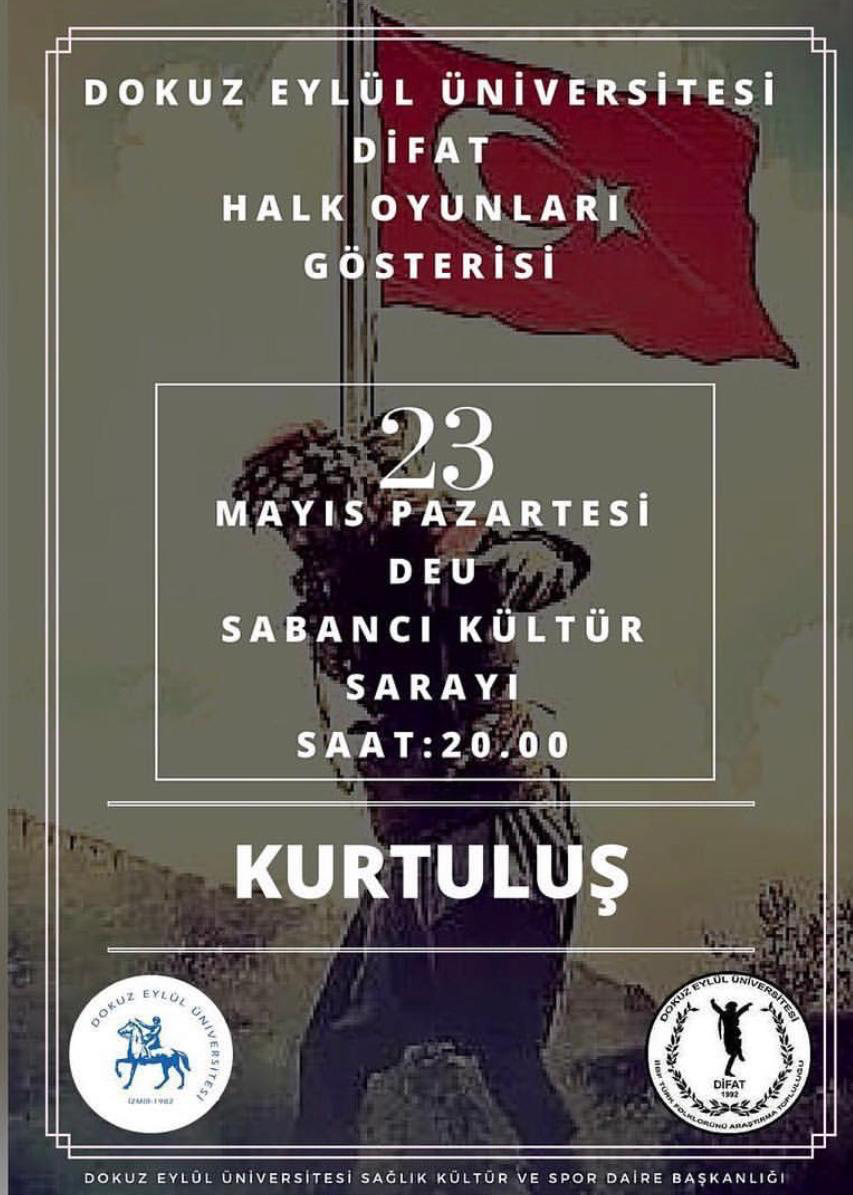 DOKUZ EYLÜL ÜNİVERSİTESİ
DİFAT
HALK OYUNLARI
GÖSTERİSİ
23
MAYIS PAZARTESİ
DEU
SABANCI KÜLTÜR
SARAYI
SAAT:20.00
KURTULUŞ
DOKUZ EYLÜL ÜNİVERSİTESİ
İZMİR-1982
DOKUZ EYLÜL ÜNİVERSİTESİ
DİFAT
1992
TÜRK FOLKLORUNU ARAŞTIRMA TOPLULUĞU
DOKUZ EYLÜL ÜNİVERSİTESİ SAĞLIK KÜLTÜR VE SPOR DAİRE BAŞKANLIĞI